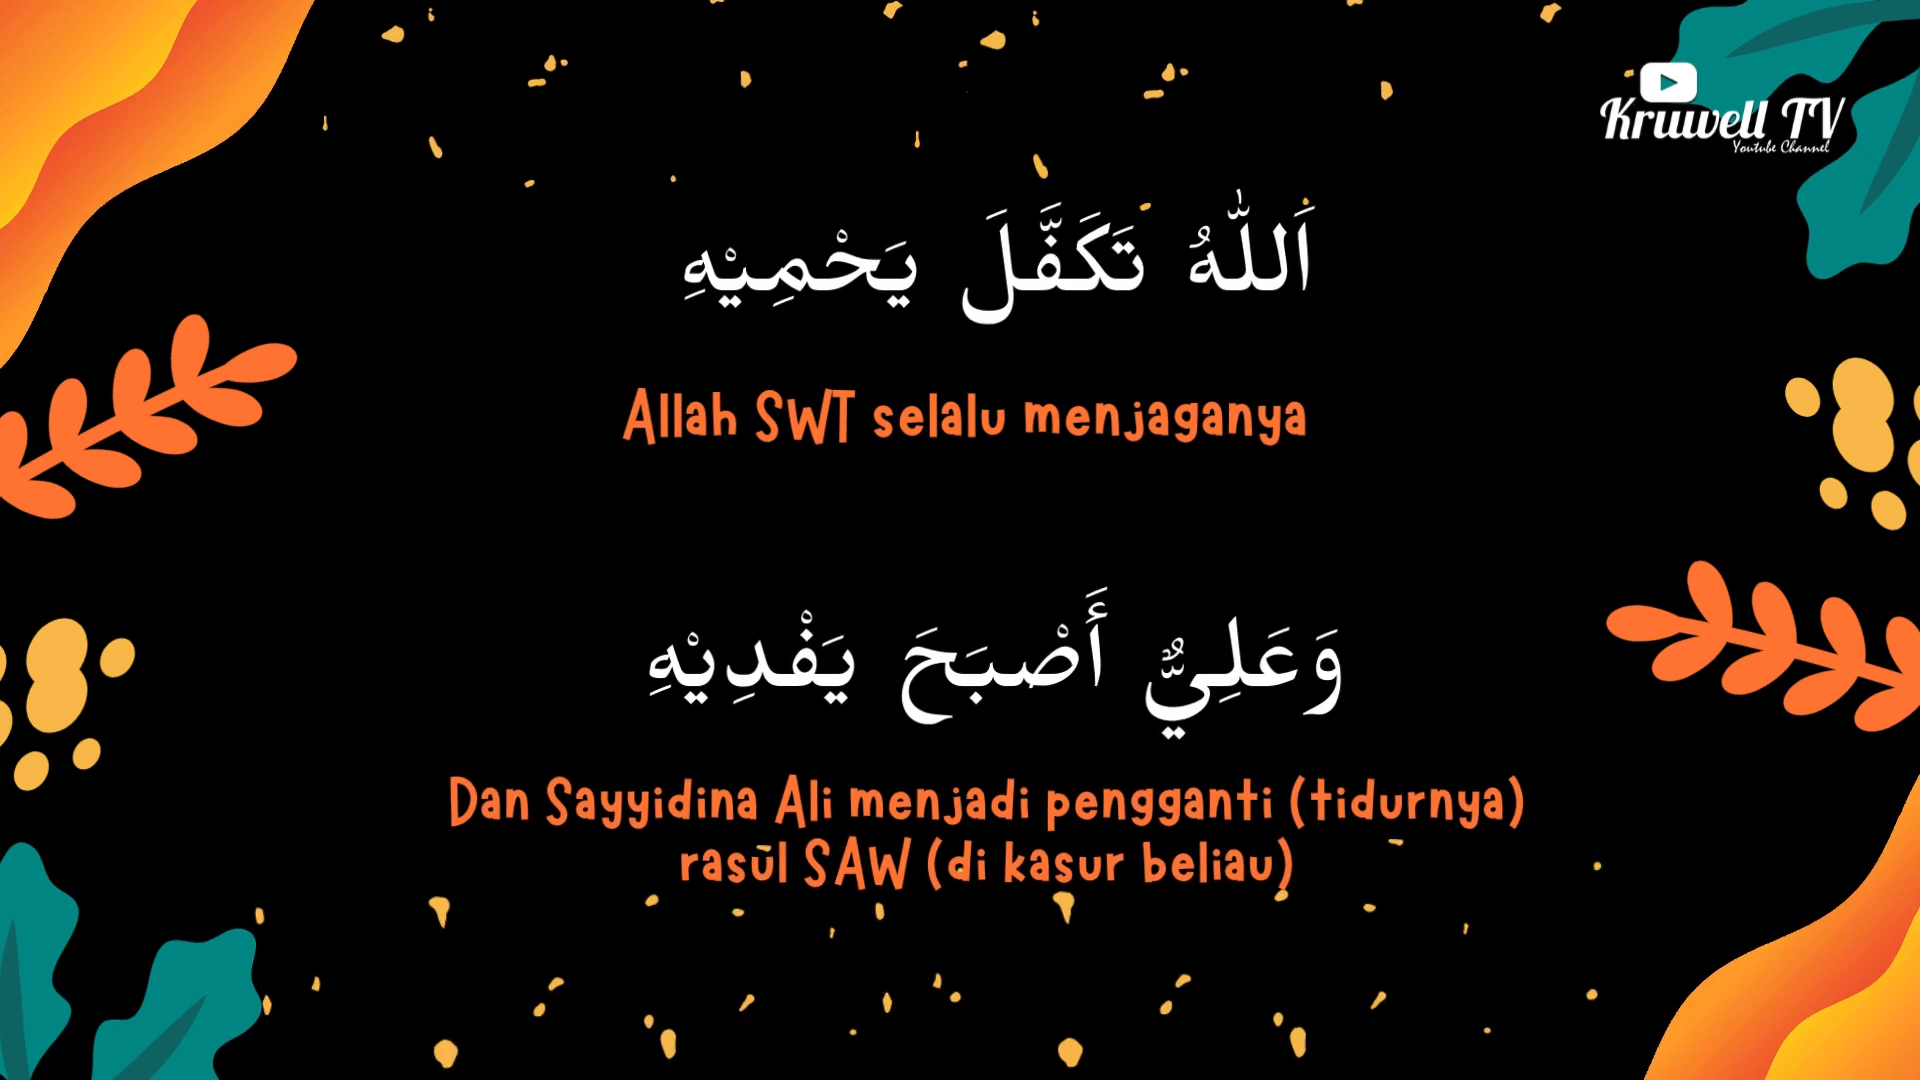 Kruwell TV
Youtube Channel
اَللّٰهُ تَكَفَّلَ يَحْمِيْهِ
Allah SWT selalu menjaganya
وَعَلِيٌّ أَصْبَحَ يَفْدِيْهِ
Dan Sayyidina Ali menjadi pengganti (tidurnya)
rasul SAW (di kasur beliau)